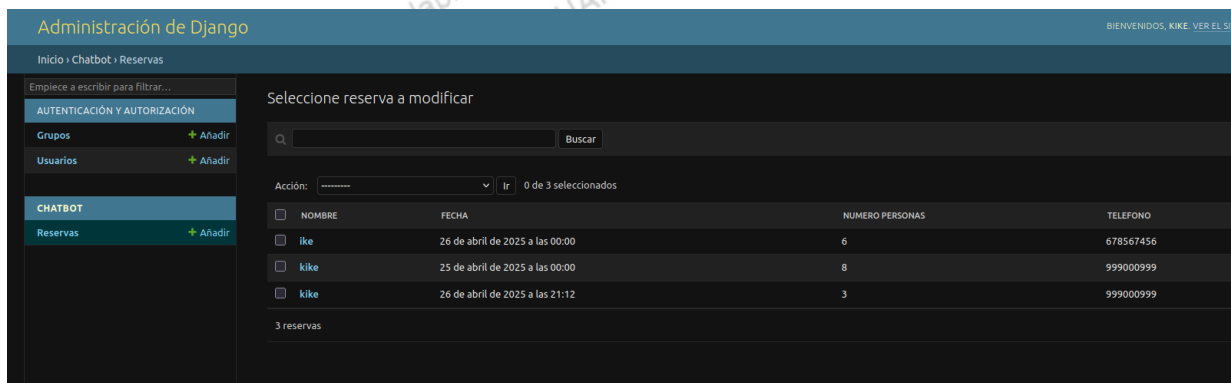 Administración de Django
BIENVENIDOS, KIKE. VER EL SI
Inicio › Chatbot › Reservas
Empiece a escribir para filtrar...
AUTENTICACIÓN Y AUTORIZACIÓN
Grupos + Añadir
Usuarios + Añadir
CHATBOT
Reservas + Añadir
Seleccione reserva a modificar
Buscar
Acción: --------- Ir 0 de 3 seleccionados
NOMBRE FECHA NUMERO PERSONAS TELEFONO
ike 26 de abril de 2025 a las 00:00 6 678567456
kike 25 de abril de 2025 a las 00:00 8 999000999
kike 26 de abril de 2025 a las 21:12 3 999000999
3 reservas